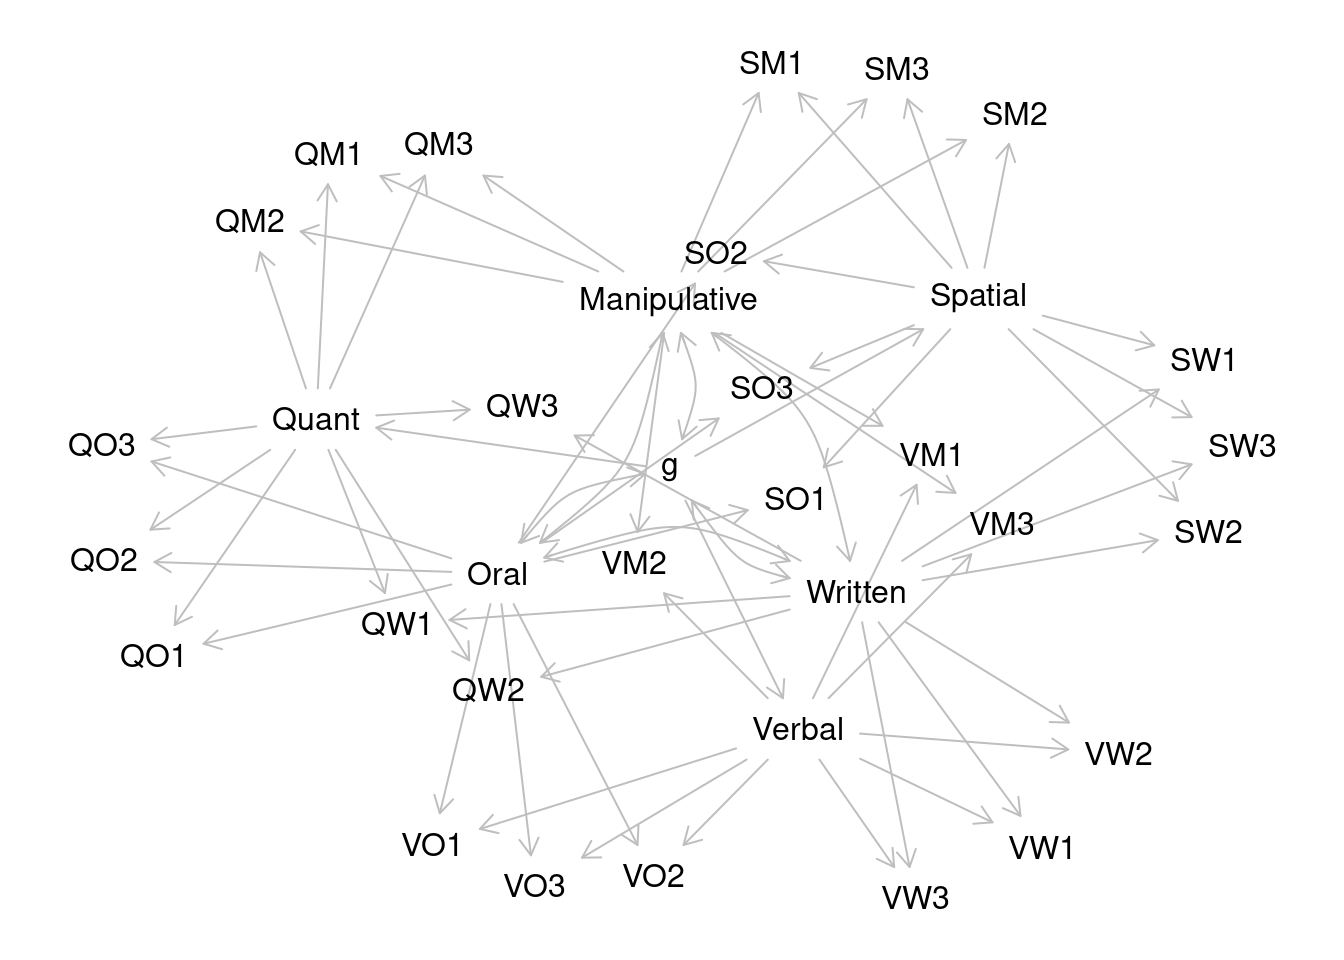 SM1
SM3
SM2
QM1
QM3
QM2
SO2
Manipulative
Spatial
SW1
SO3
QW3
Quant
QO3
SW3
VM1
g
SO1
VM3
SW2
QO2
VM2
Oral
Written
QW1
QO1
QW2
Verbal
VW2
VO1
VW1
VO2
VO3
VW3